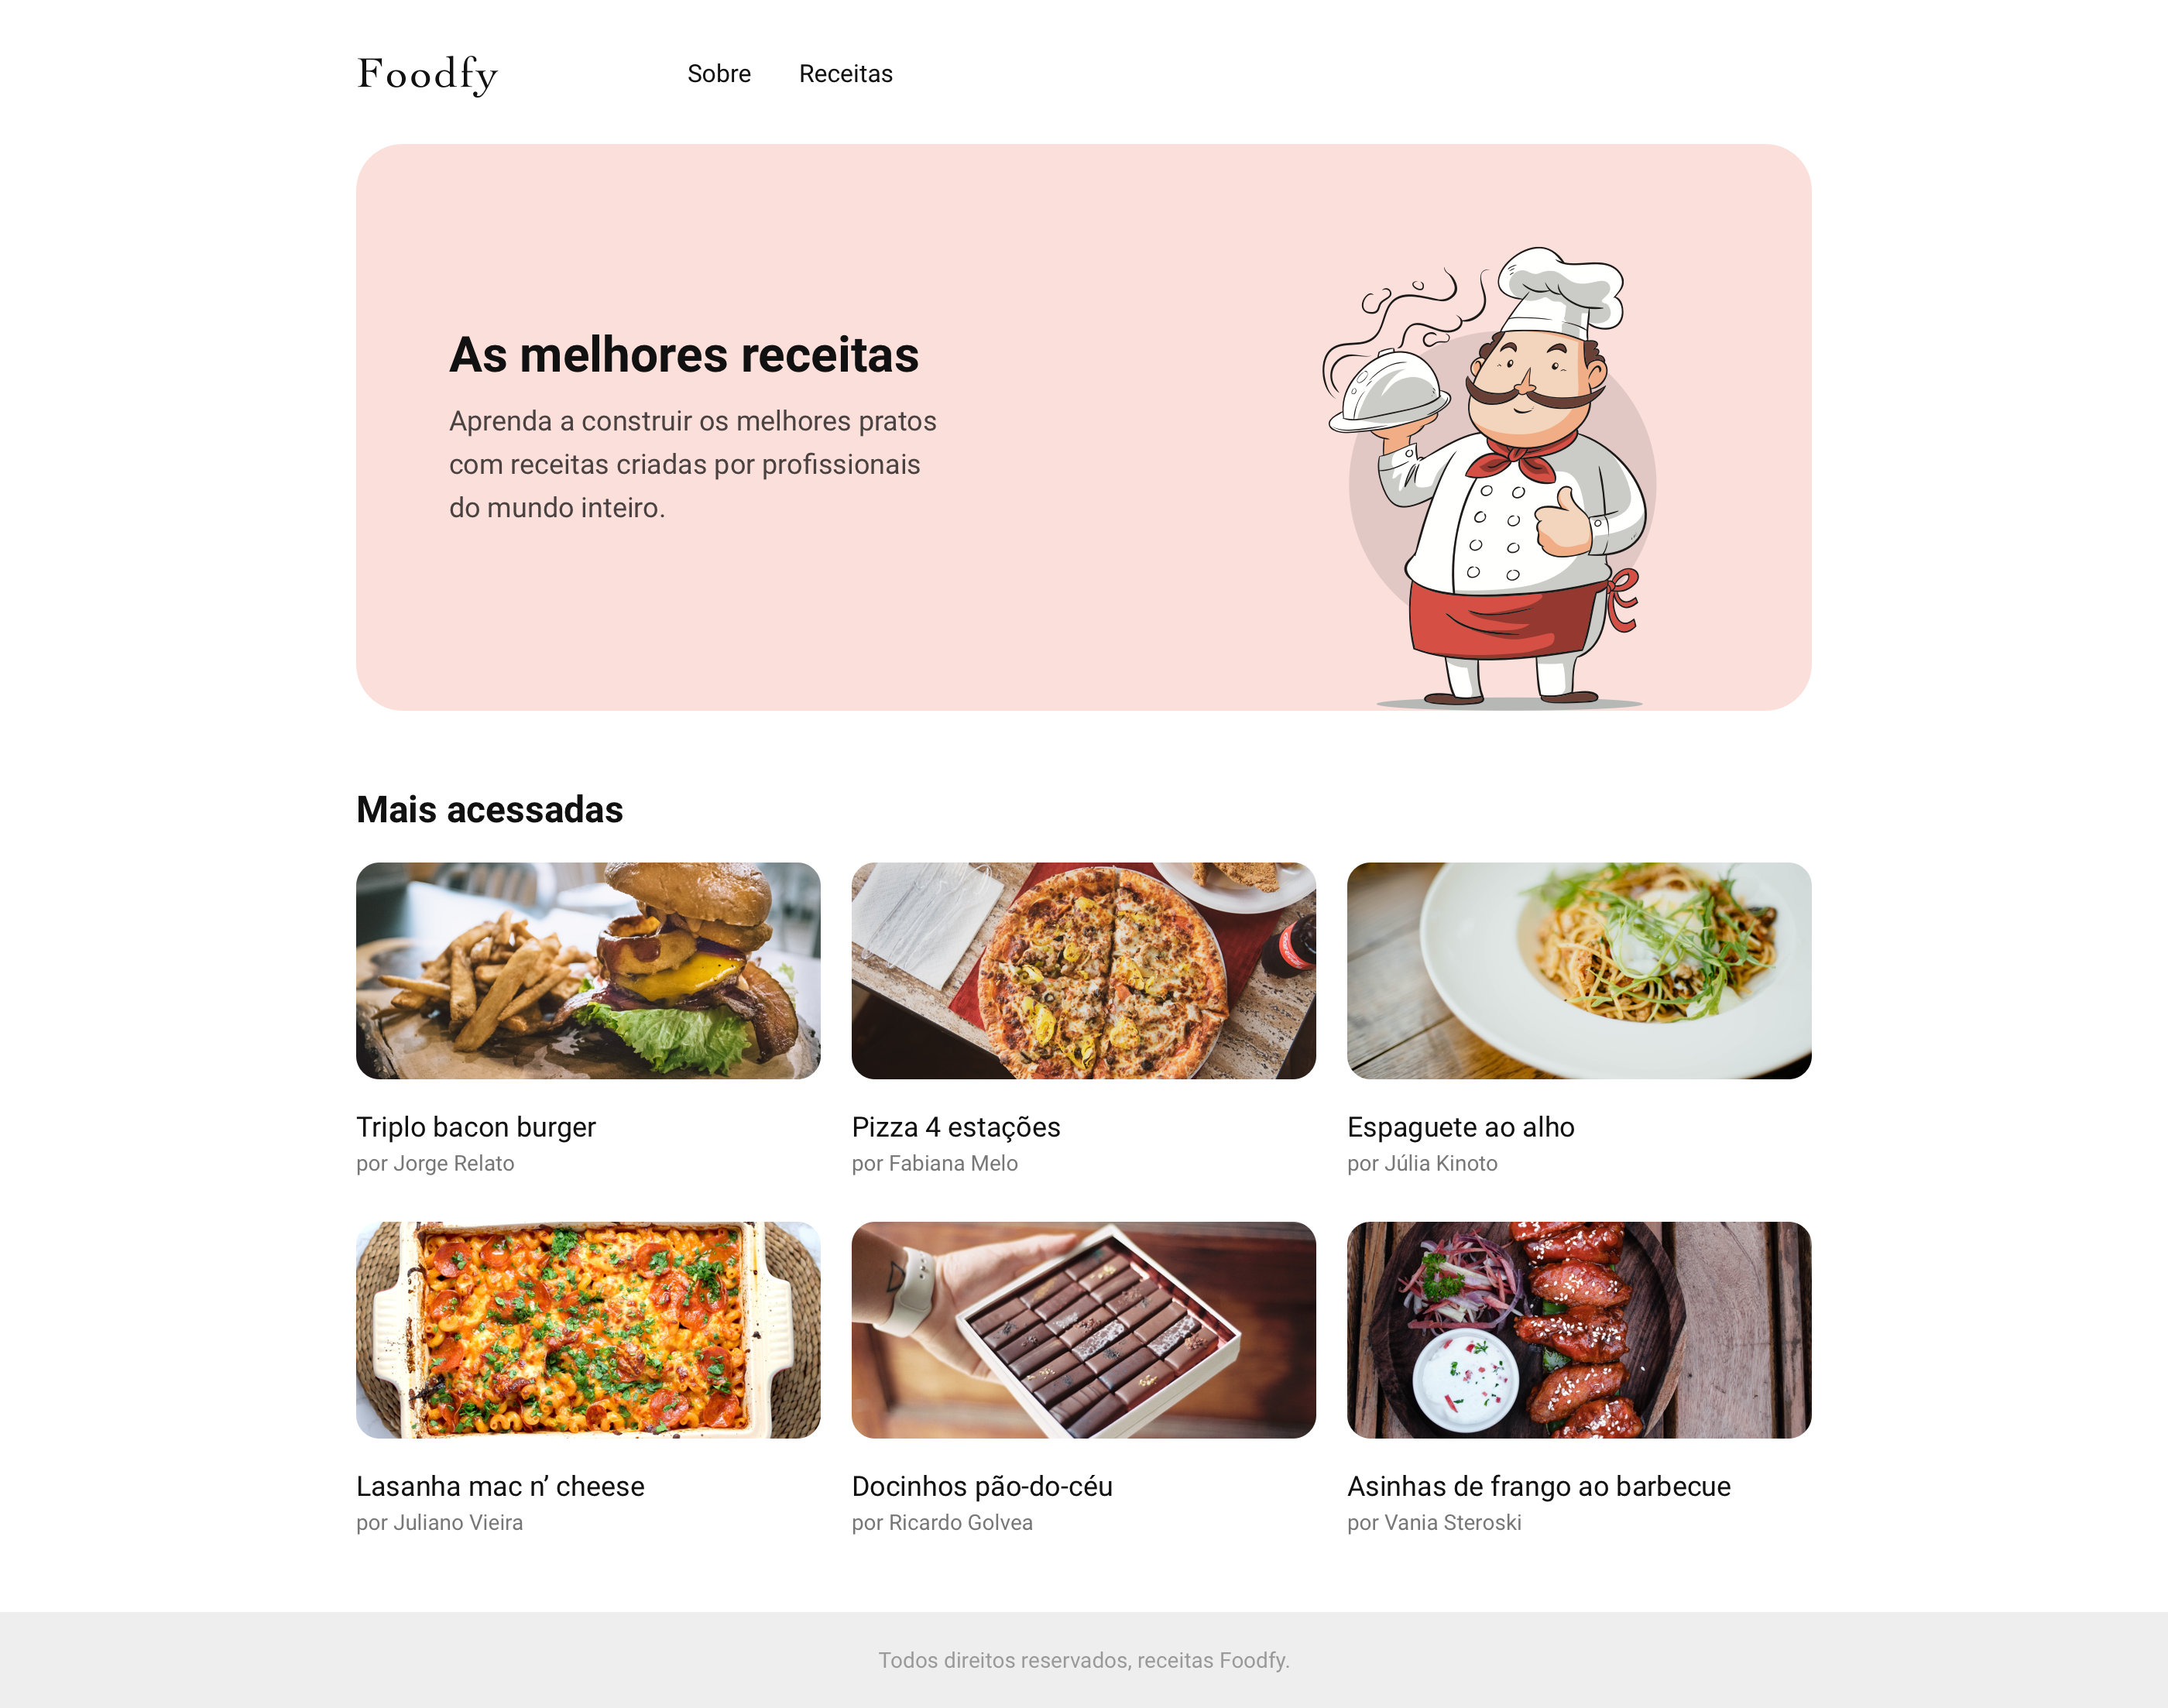 Foodfy
Sobre
Receitas
As melhores receitas
Aprenda a construir os melhores pratos
com receitas criadas por profissionais
do mundo inteiro.
Mais acessadas
Triplo bacon burger
por Jorge Relato
Pizza 4 estações
por Fabiana Melo
Espaguete ao alho
por Júlia Kinoto
Lasanha mac n’ cheese
por Juliano Vieira
Docinhos pão-do-céu
por Ricardo Golvea
Asinhas de frango ao barbecue
por Vania Steroski
Todos direitos reservados, receitas Foodfy.